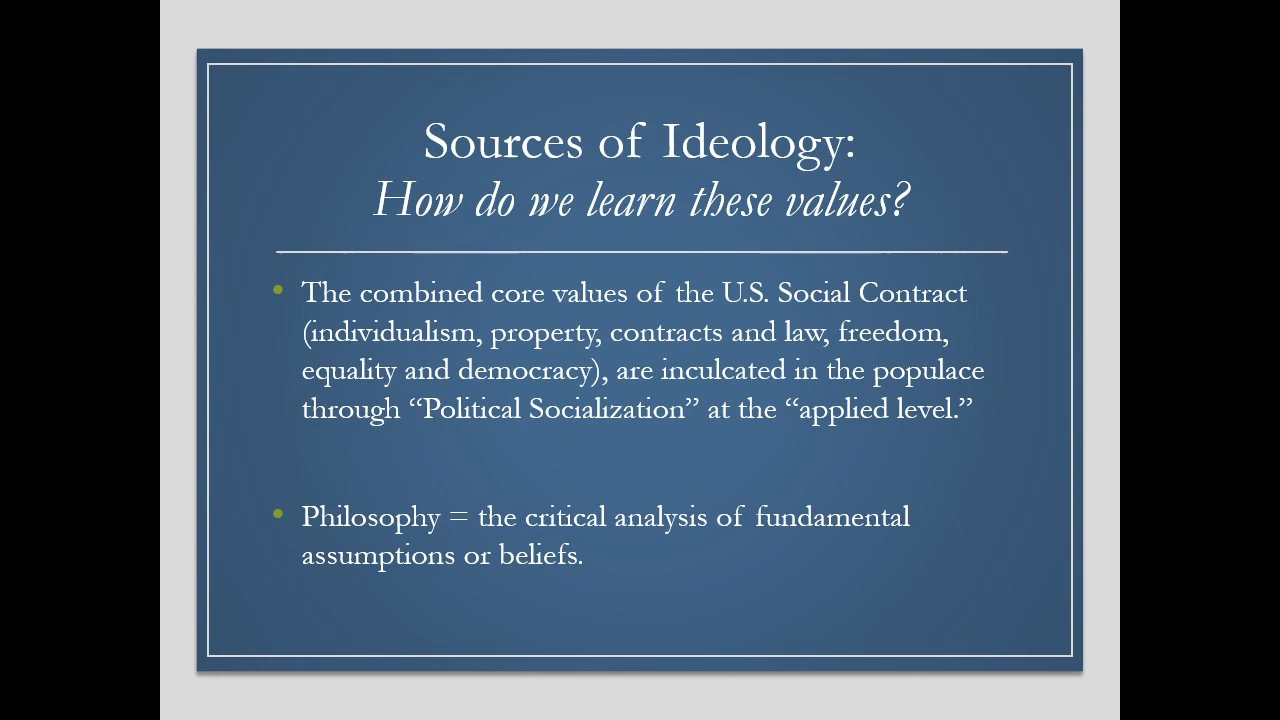 Sources of Ideology:
How do we learn these values?
• The combined core values of the U.S. Social Contract
(individualism, property, contracts and law, freedom,
equality and democracy), are inculcated in the populace
through “Political Socialization” at the “applied level.”
• Philosophy = the critical analysis of fundamental
assumptions or beliefs.